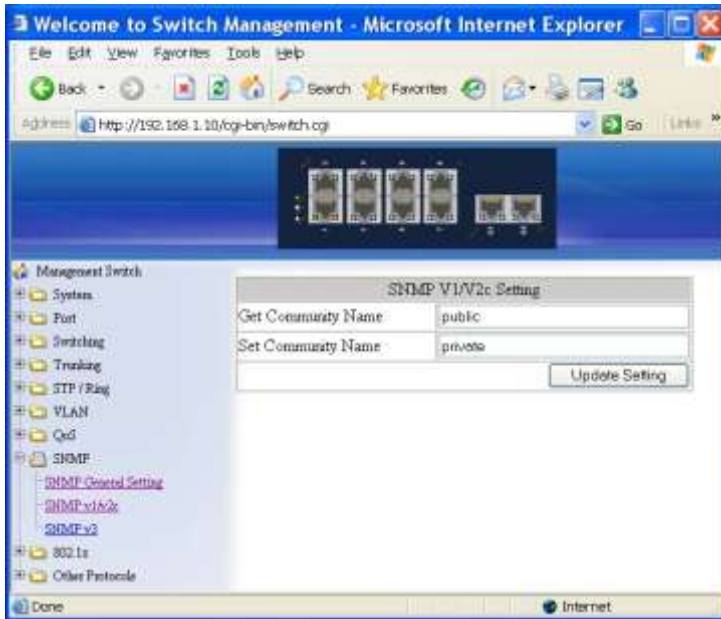 Welcome to Switch Management - Microsoft Internet Explorer
File Edit View Favorites Tools Help
Back Search Favorites
Address http://192.168.1.10/cgi-bin/switch.cgi Go Links »
Management Switch
System
Port
Switching
Trunking
STP / Ring
VLAN
QoS
SNMP
SNMP General Setting
SNMP v1/v2c
SNMP v3
802.1x
Other Protocols
SNMP V1/V2c Setting
Get Community Name public
Set Community Name private
Update Setting
Done Internet